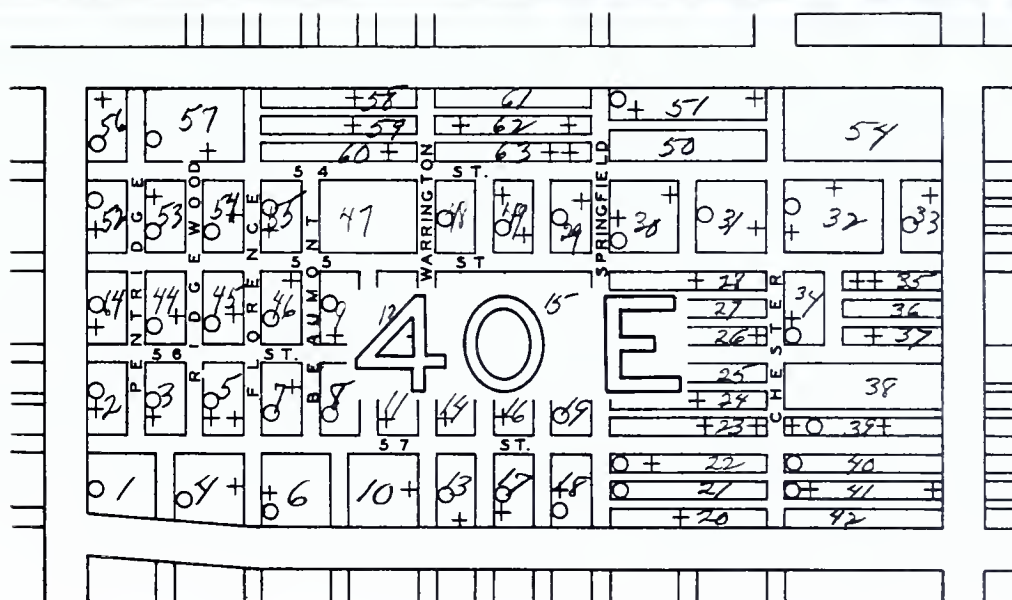 56 57 58 61 51 54
59 62
60 63 50
54 ST.
52 53 54 55 47 48 49 29 30 31 32 33
55 ST
14 44 45 46 9 12 15 28 34 35
27 36
26 37
40E
56 ST.
25 38
24
2 3 5 7 8 11 14 16 19 23 39
57 ST.
1 4 6 10 13 17 18 22 40
21 41
20 42
PENTRIDGE
RIDGEWOOD
FLORENCE
BEAUMONT
WARRINGTON
SPRINGFIELD
CHESTER